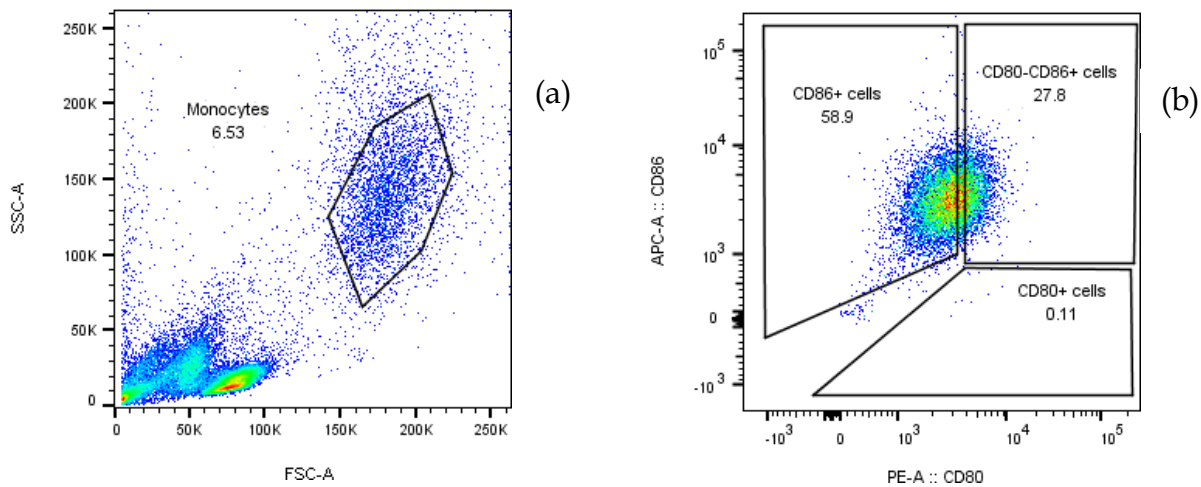 250K
200K
150K
100K
50K
0
SSC-A
Monocytes
6.53
0
50K
100K
150K
200K
250K
FSC-A
(a)
10^5
10^4
10^3
0
-10^3
APC-A :: CD86
CD86+ cells
58.9
CD80-CD86+ cells
27.8
CD80+ cells
0.11
-10^3
0
10^3
10^4
10^5
PE-A :: CD80
(b)